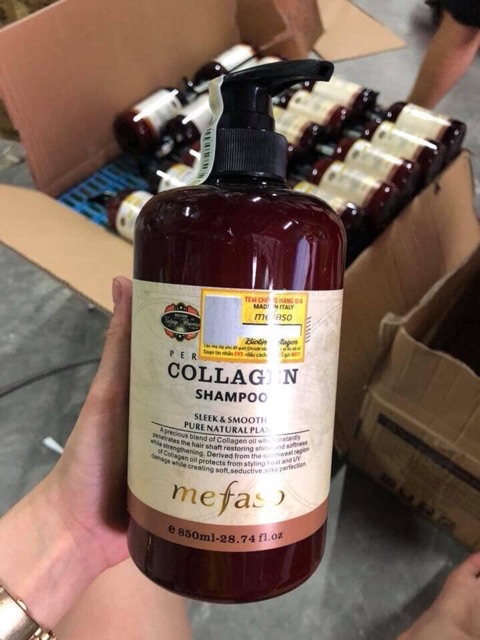 TEM CHỐNG HÀNG GIẢ
MADE IN ITALY
mefaso
Biotin Collagen
PER
COLLAGEN
SHAMPOO
SLEEK & SMOOTH
PURE NATURAL PLAN
A precious blend of Collagen oil which instantly
penetrates the hair shaft restoring shine and softness
while strengthening. Derived from the southwest region
of Collagen oil protects from styling heat and UV
damage while creating soft, seductive, silky perfection.
mefaso
e 850ml-28.74 fl.oz